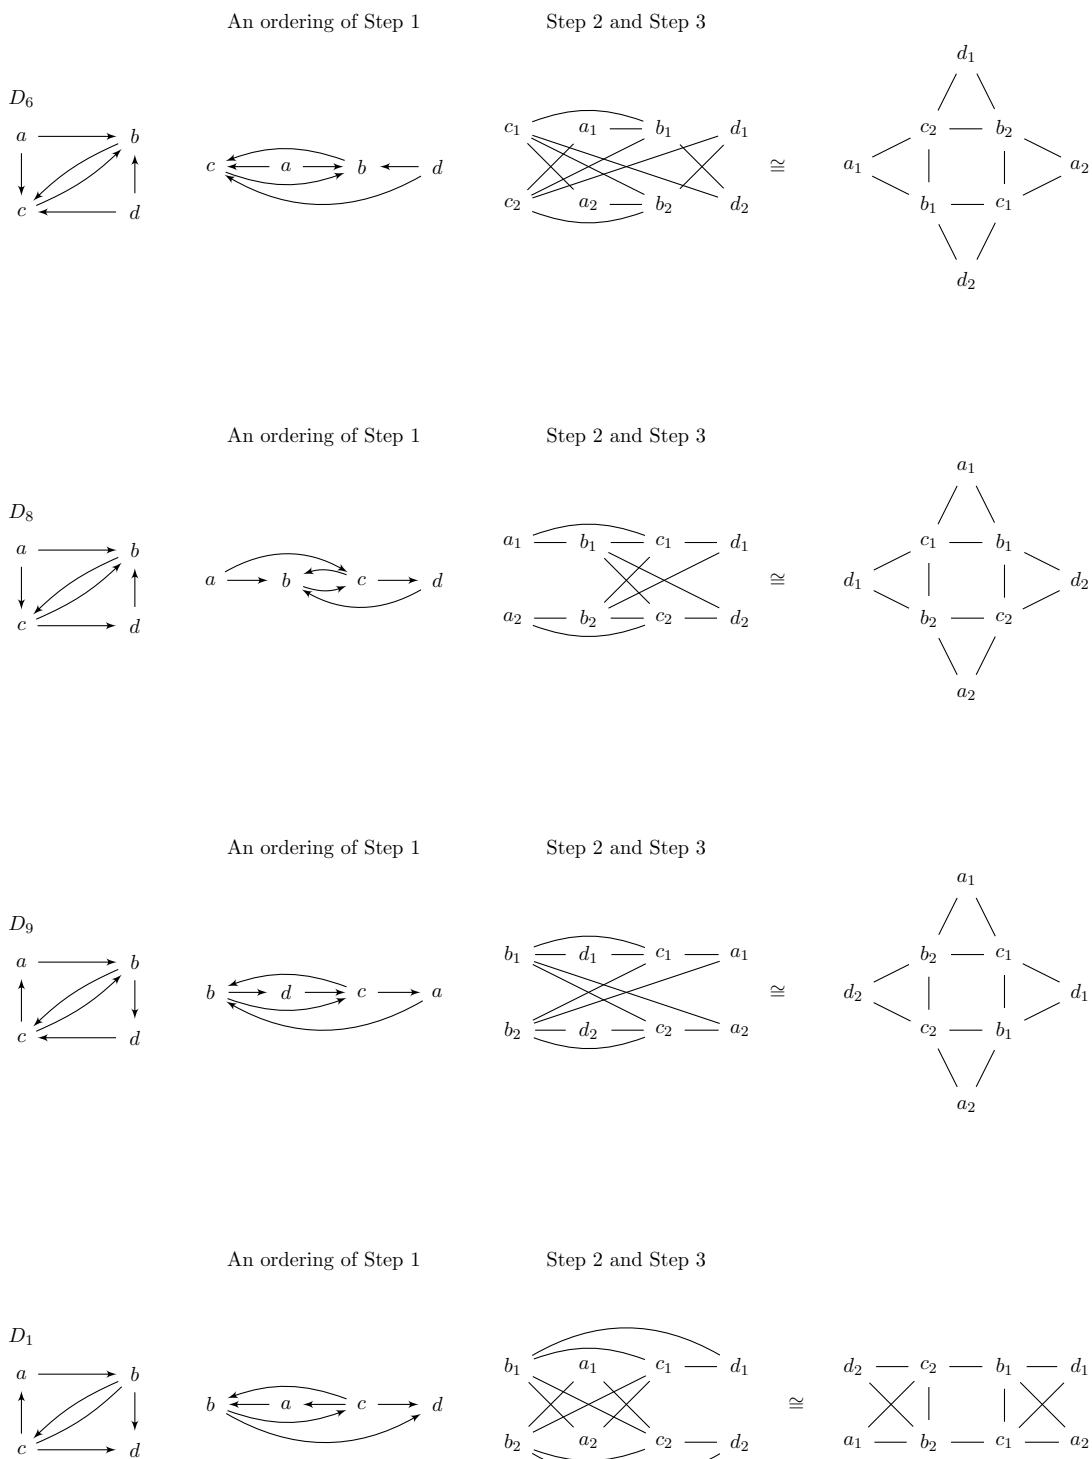 An ordering of Step 1 Step 2 and Step 3
d₁
D₆
a b c₁ a₁ b₁ d₁ c₂ b₂
c a b d ≅ a₁ a₂
c d c₂ a₂ b₂ d₂ b₁ c₁
d₂
An ordering of Step 1 Step 2 and Step 3
a₁
D₈
a b a₁ b₁ c₁ d₁ c₁ b₁
a b c d ≅ d₁ d₂
c d a₂ b₂ c₂ d₂ b₂ c₂
a₂
An ordering of Step 1 Step 2 and Step 3
a₁
D₉
a b b₁ d₁ c₁ a₁ b₂ c₁
b d c a ≅ d₂ d₁
c d b₂ d₂ c₂ a₂ c₂ b₁
a₂
An ordering of Step 1 Step 2 and Step 3
D₁
a b b₁ a₁ c₁ d₁ d₂ c₂ b₁ d₁
b a c d ≅
c d b₂ a₂ c₂ d₂ a₁ b₂ c₁ a₂